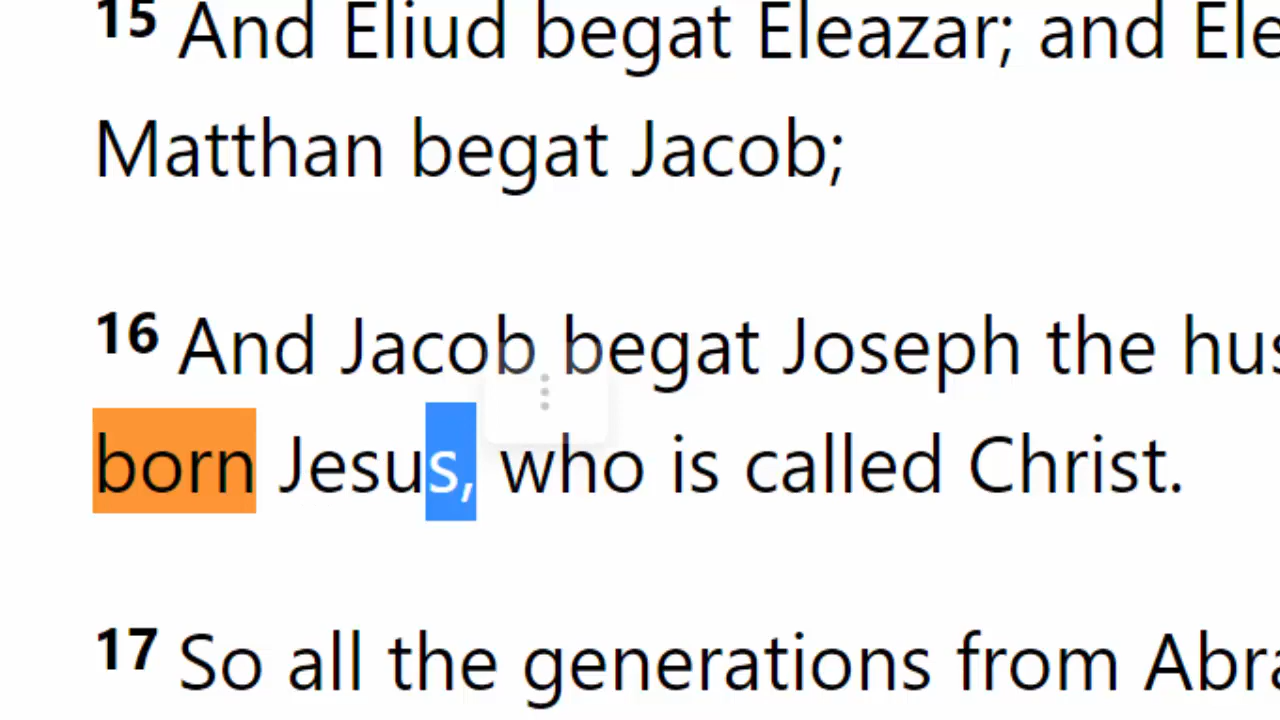 15 And Eliud begat Eleazar; and Ele
Matthan begat Jacob;
16 And Jacob begat Joseph the hus
born Jesus, who is called Christ.
17 So all the generations from Abra